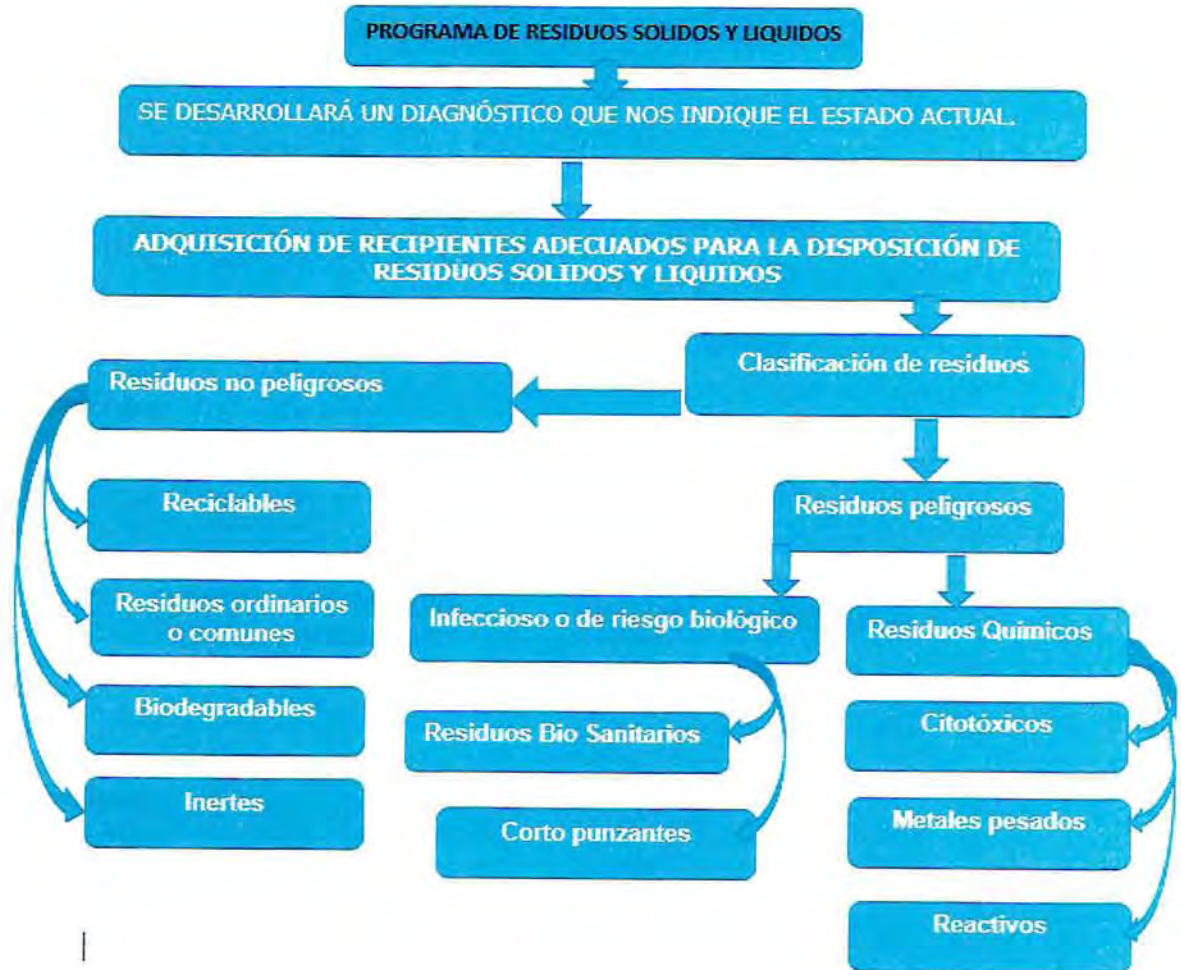 PROGRAMA DE RESIDUOS SOLIDOS Y LIQUIDOS
SE DESARROLLARÁ UN DIAGNÓSTICO QUE NOS INDIQUE EL ESTADO ACTUAL.
ADQUISICIÓN DE RECIPIENTES ADECUADOS PARA LA DISPOSICIÓN DE
RESIDUOS SOLIDOS Y LIQUIDOS
Clasificación de residuos
Residuos no peligrosos
Reciclables
Residuos ordinarios
o comunes
Biodegradables
Inertes
Residuos peligrosos
Infeccioso o de riesgo biológico
Residuos Bio Sanitarios
Corto punzantes
Residuos Químicos
Citotóxicos
Metales pesados
Reactivos